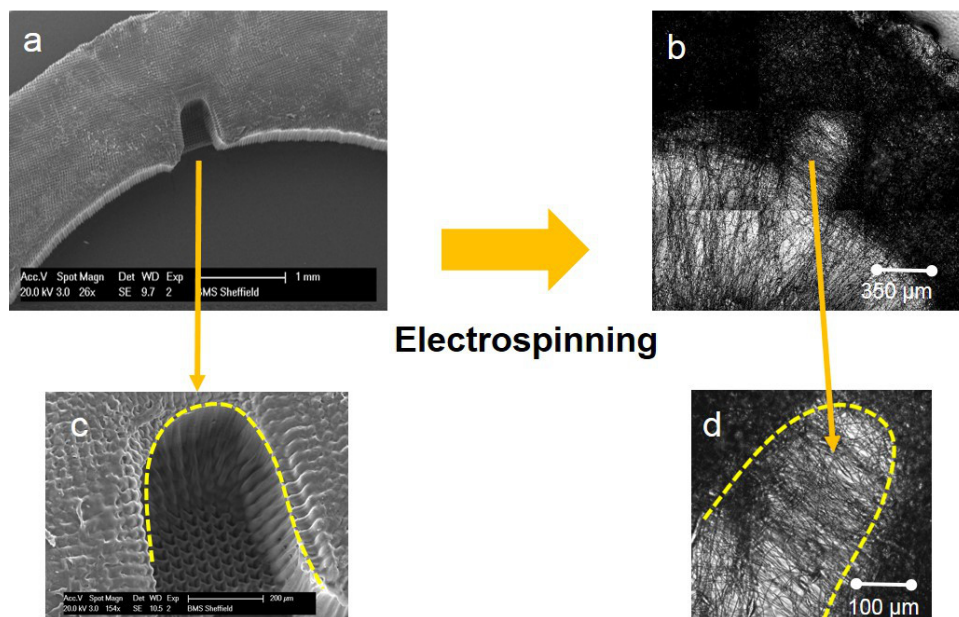 a
Acc.V Spot Magn Det WD Exp 1 mm
20.0 kV 3.0 26x SE 9.7 2 BMS Sheffield
b
350 µm
Electrospinning
c
Acc.V Spot Magn Det WD Exp 200 µm
20.0 kV 3.0 154x SE 10.5 2 BMS Sheffield
d
100 µm